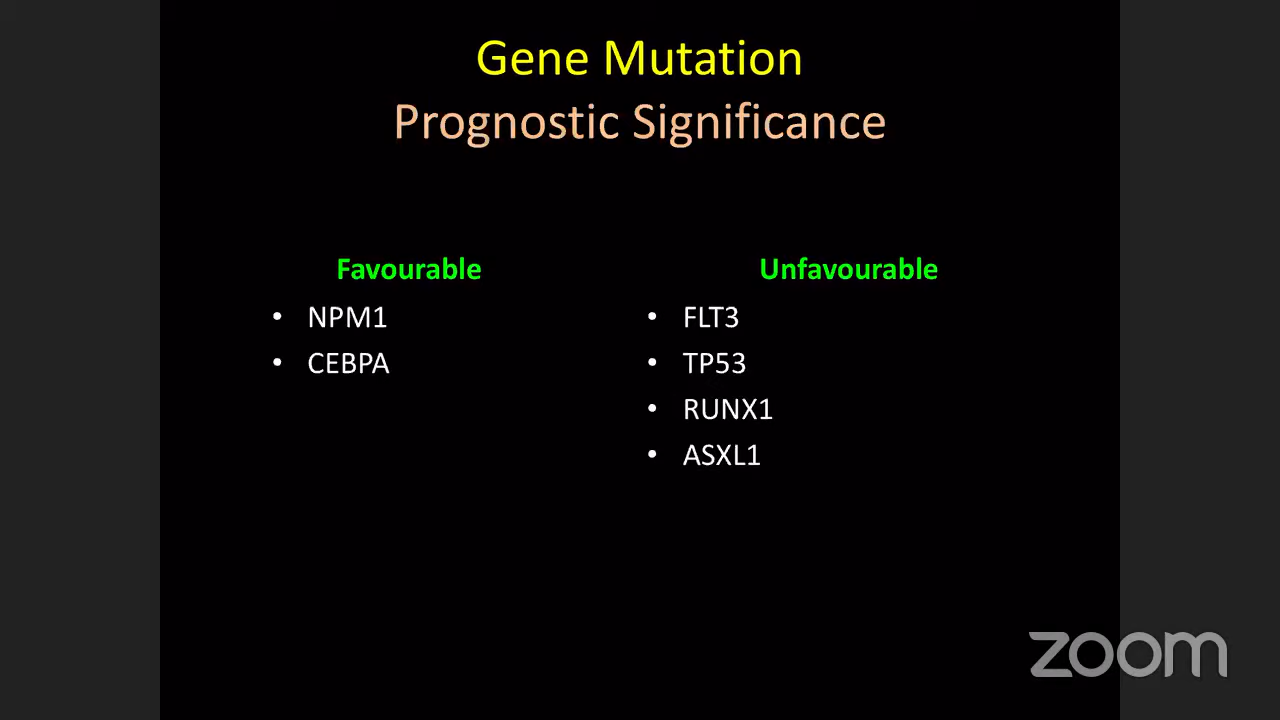 Gene Mutation
Prognostic Significance
Favourable
• NPM1
• CEBPA
Unfavourable
• FLT3
• TP53
• RUNX1
• ASXL1
zoom